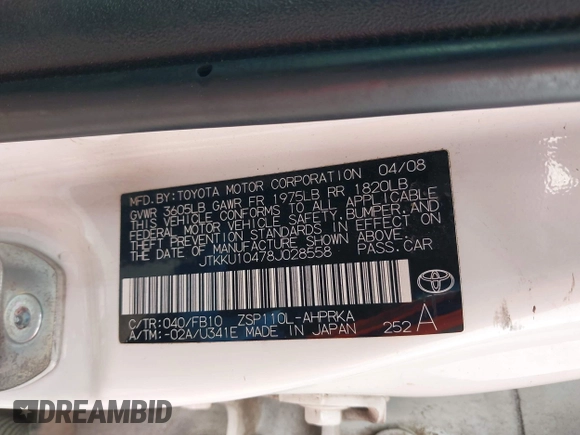 MFD.BY:TOYOTA MOTOR CORPORATION 04/08
GVWR 3605LB GAWR FR 1975LB RR 1820LB
THIS VEHICLE CONFORMS TO ALL APPLICABLE
FEDERAL MOTOR VEHICLE SAFETY,BUMPER,AND
THEFT PREVENTION STANDARDS IN EFFECT ON
THE DATE OF MANUFACTURE SHOWN ABOVE.
JTKKU10478J028558 PASS.CAR
TOYOTA
C/TR:040/FB10 ZSP110L-AHPRKA
A/TM:-02A/U341E MADE IN JAPAN 252 A
DREAMBID